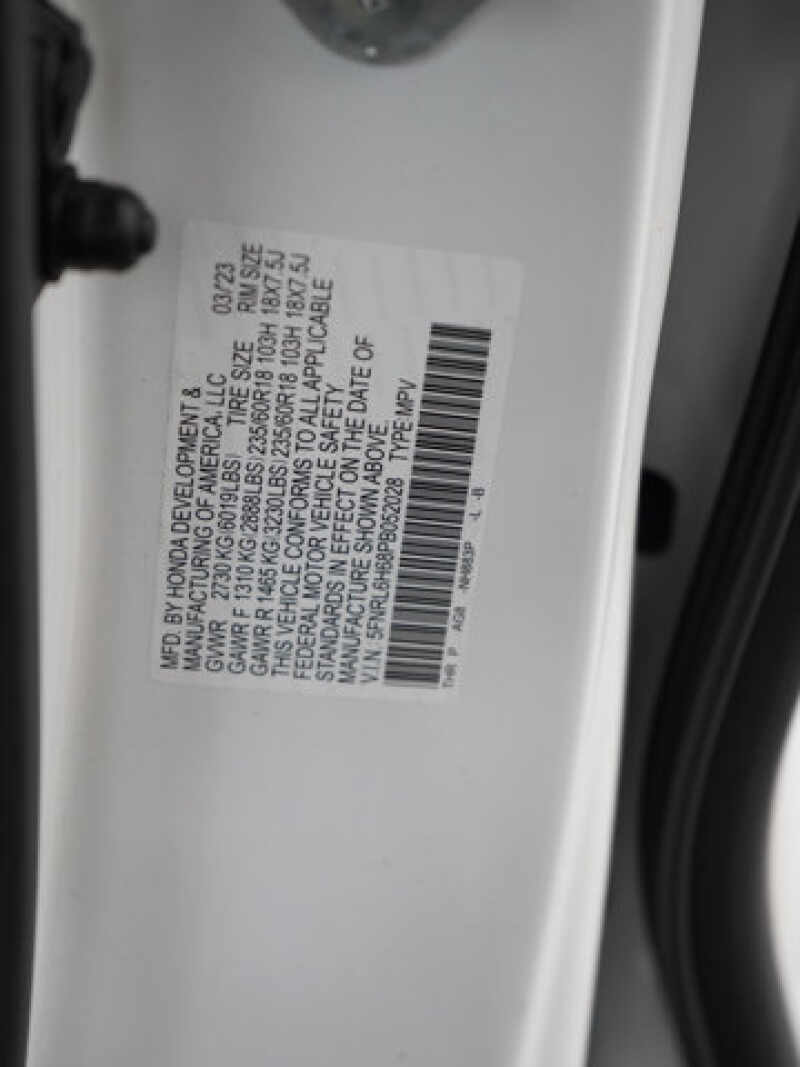 MFD. BY HONDA DEVELOPMENT &
MANUFACTURING OF AMERICA, LLC 03/23
GVWR 2730 KG(6019LBS) TIRE SIZE RIM SIZE
GAWR F 1310 KG(2888LBS) 235/60R18 103H 18X7.5J
GAWR R 1465 KG(3230LBS) 235/60R18 103H 18X7.5J
THIS VEHICLE CONFORMS TO ALL APPLICABLE
FEDERAL MOTOR VEHICLE SAFETY
STANDARDS IN EFFECT ON THE DATE OF
MANUFACTURE SHOWN ABOVE.
V.I.N. 5FNRL6H68PB052028 TYPE:MPV
THR P AG8 -NH883P -L -B